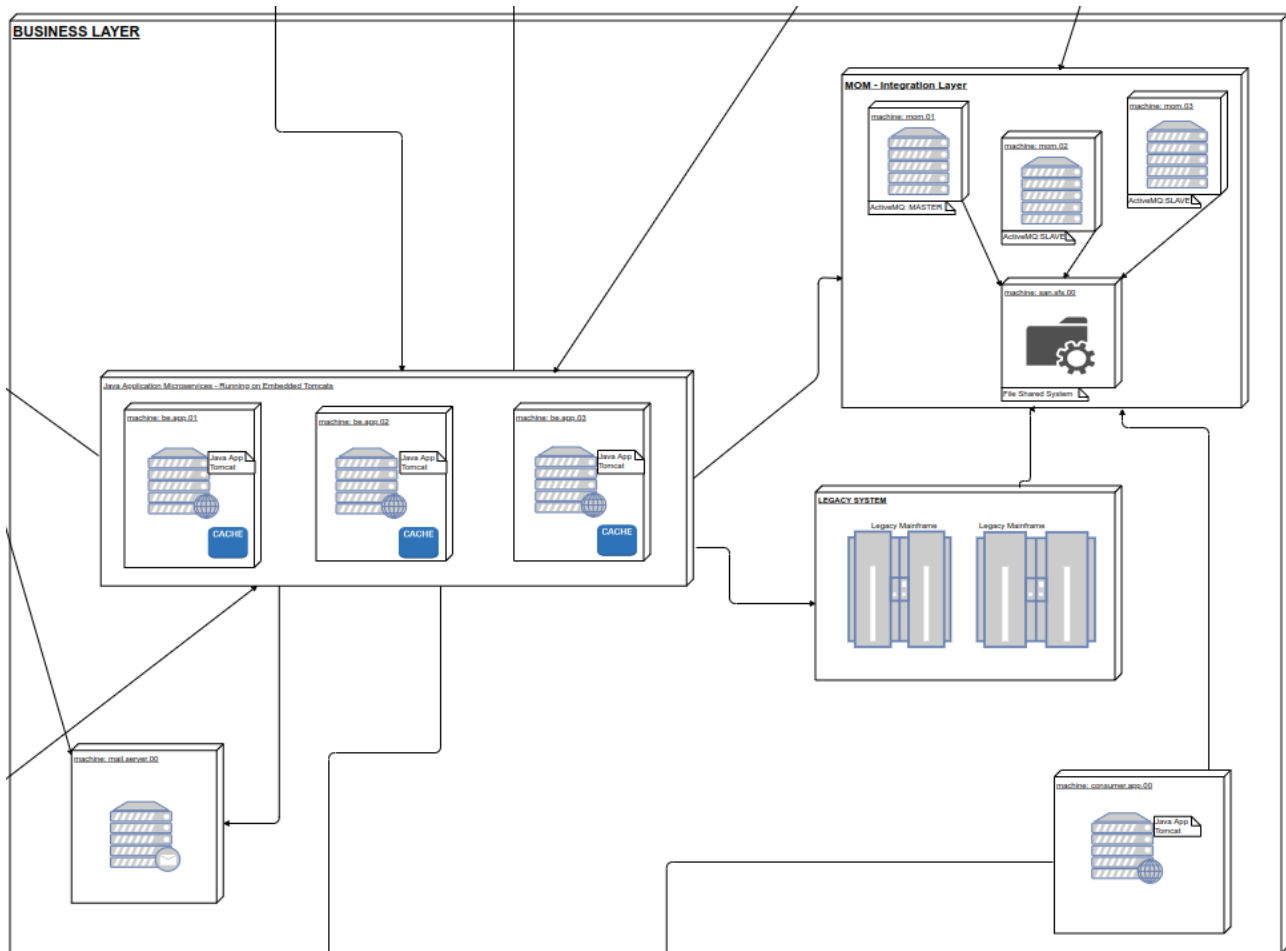 BUSINESS LAYER
MOM - Integration Layer
machine: mom.01
machine: mom.02
machine: mom.03
ActiveMQ: MASTER
ActiveMQ:SLAVE
ActiveMQ:SLAVE
machine: san.sfs.00
File Shared System
Java Application Microservices - Running on Embedded Tomcats
machine: be.app.01
Java App
Tomcat
CACHE
machine: be.app.02
Java App
Tomcat
CACHE
machine: be.app.03
Java App
Tomcat
CACHE
LEGACY SYSTEM
Legacy Mainframe
Legacy Mainframe
machine: mail.server.00
machine: consumer.app.00
Java App
Tomcat